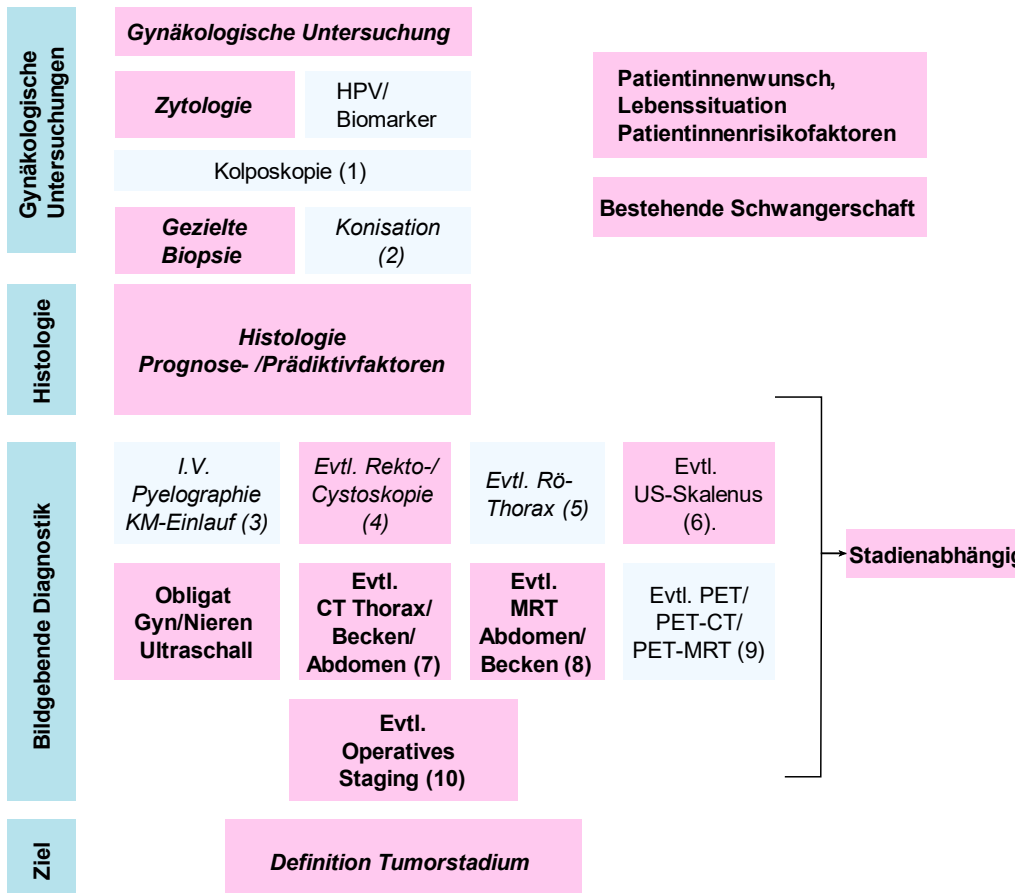 Gynäkologische
Untersuchungen
Gynäkologische Untersuchung
Zytologie
HPV/
Biomarker
Kolposkopie (1)
Gezielte
Biopsie
Konisation
(2)
Patientinnenwunsch,
Lebenssituation
Patientinnenrisikofaktoren
Bestehende Schwangerschaft
Histologie
Histologie
Prognose- /Prädiktivfaktoren
Bildgebende Diagnostik
I.V.
Pyelographie
KM-Einlauf (3)
Evtl. Rekto-/
Cystoskopie
(4)
Evtl. Rö-
Thorax (5)
Evtl.
US-Skalenus
(6).
Obligat
Gyn/Nieren
Ultraschall
Evtl.
CT Thorax/
Becken/
Abdomen (7)
Evtl.
MRT
Abdomen/
Becken (8)
Evtl. PET/
PET-CT/
PET-MRT (9)
Evtl.
Operatives
Staging (10)
Stadienabhängig
Ziel
Definition Tumorstadium